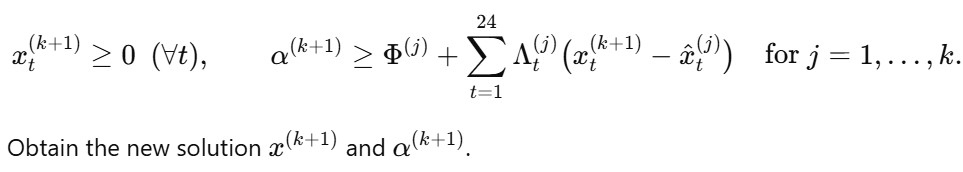 x_t^{(k+1)} ≥ 0 (∀t), α^{(k+1)} ≥ Φ^{(j)} + ∑_{t=1}^{24} Λ_t^{(j)} (x_t^{(k+1)} − x̂_t^{(j)}) for j = 1, …, k.
Obtain the new solution x^{(k+1)} and α^{(k+1)}.